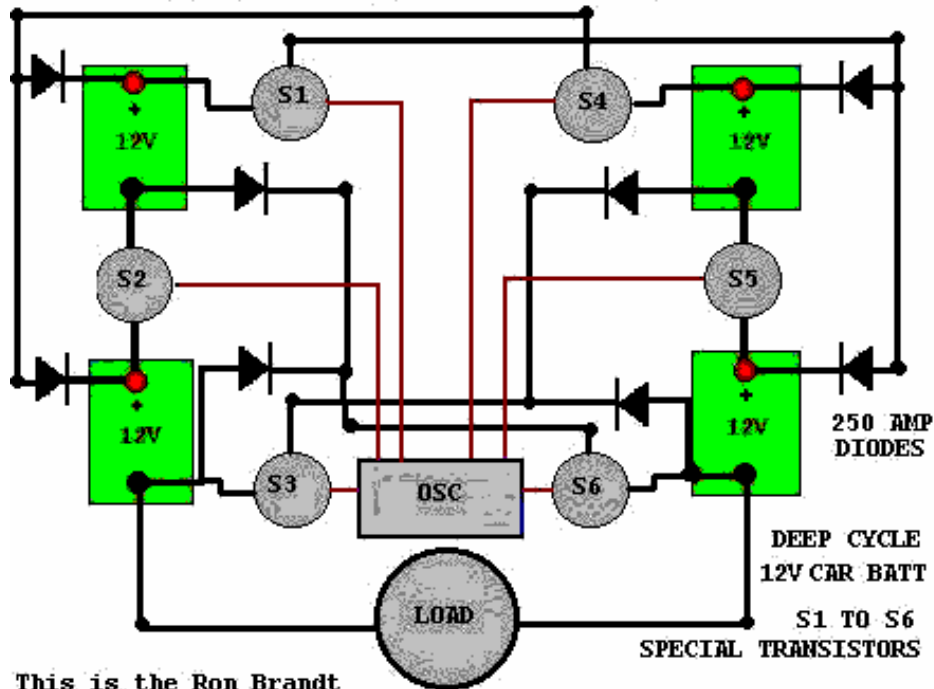 S1
S4
+
12V
+
12V
S2
S5
+
12V
+
12V
250 AMP
DIODES
S3
OSC
S6
DEEP CYCLE
12V CAR BATT
LOAD
S1 TO S6
SPECIAL TRANSISTORS
This is the Ron Brandt